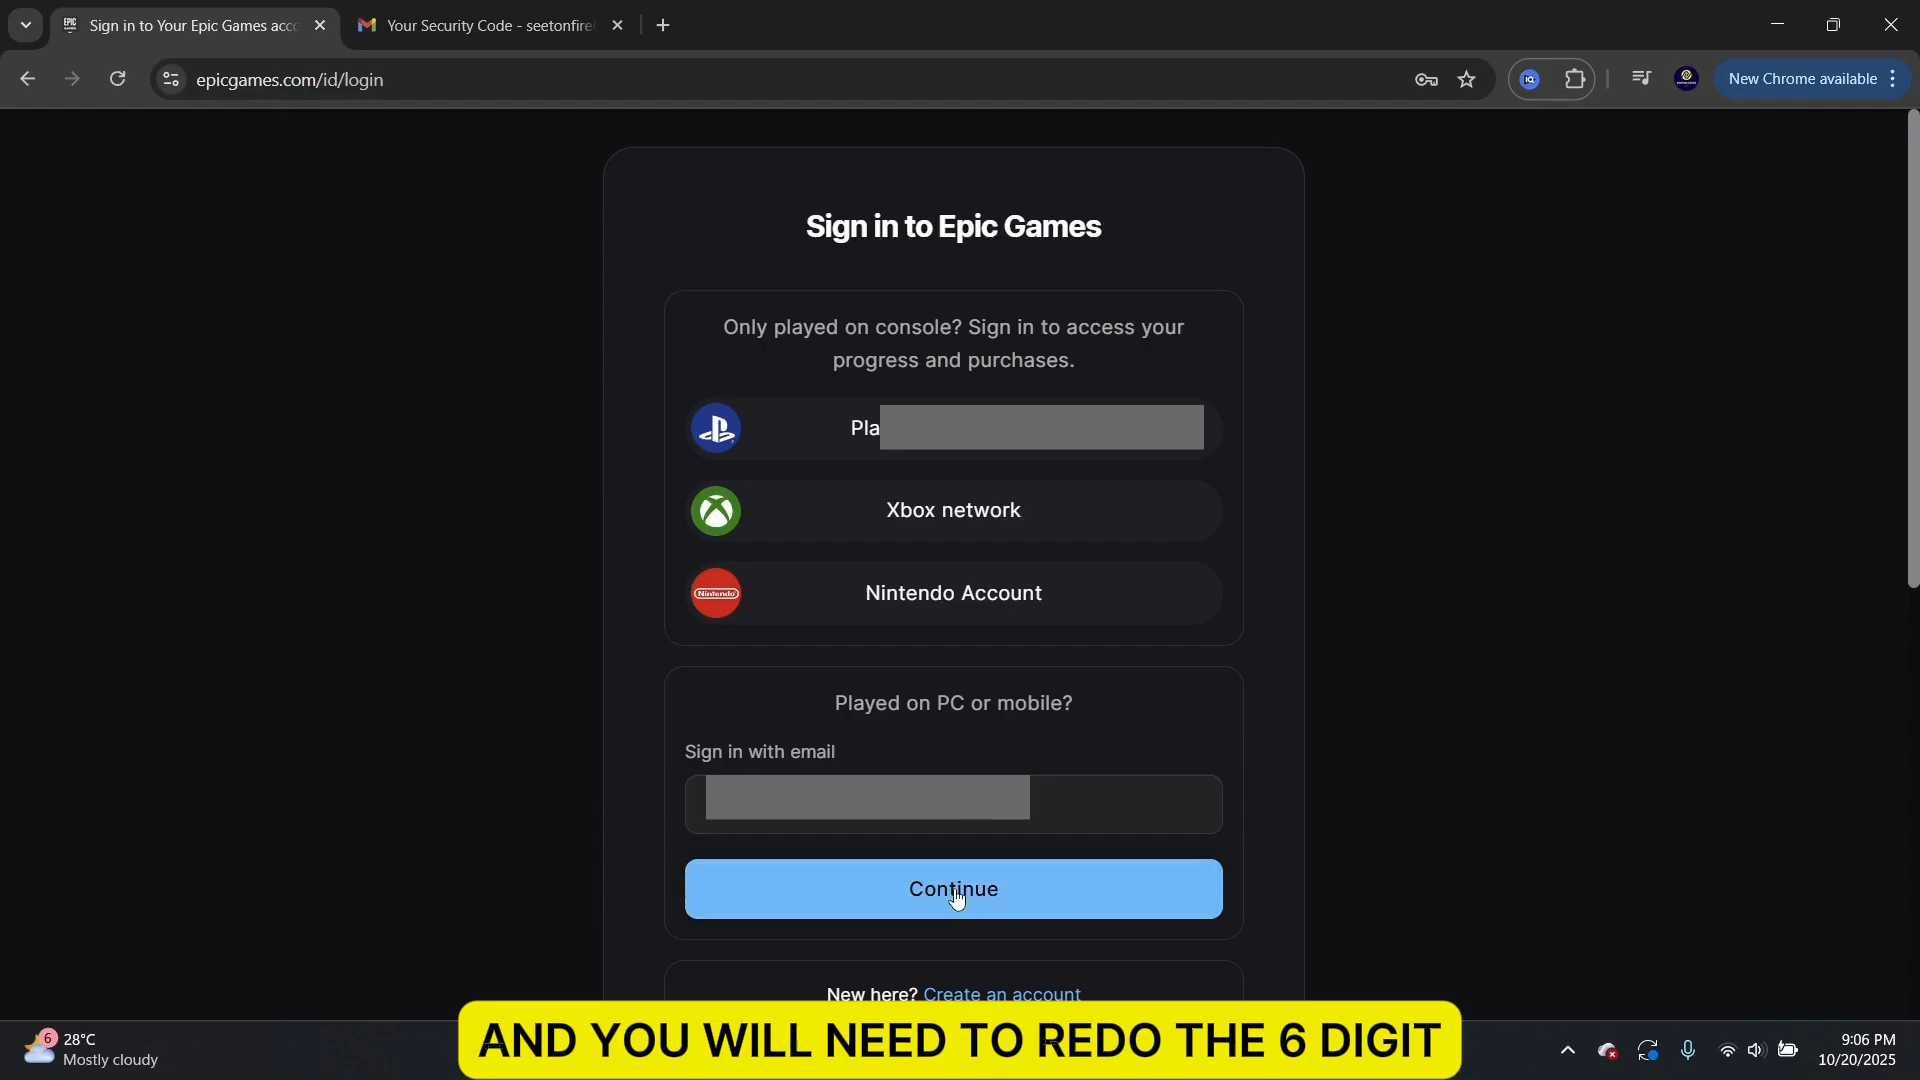 Sign in to Your Epic Games acc
Your Security Code - seetonfire
epicgames.com/id/login
New Chrome available
Sign in to Epic Games
Only played on console? Sign in to access your
progress and purchases.
Pla
Xbox network
Nintendo
Nintendo Account
Played on PC or mobile?
Sign in with email
Continue
New here? Create an account
AND YOU WILL NEED TO REDO THE 6 DIGIT
6
28°C
Mostly cloudy
9:06 PM
10/20/2025